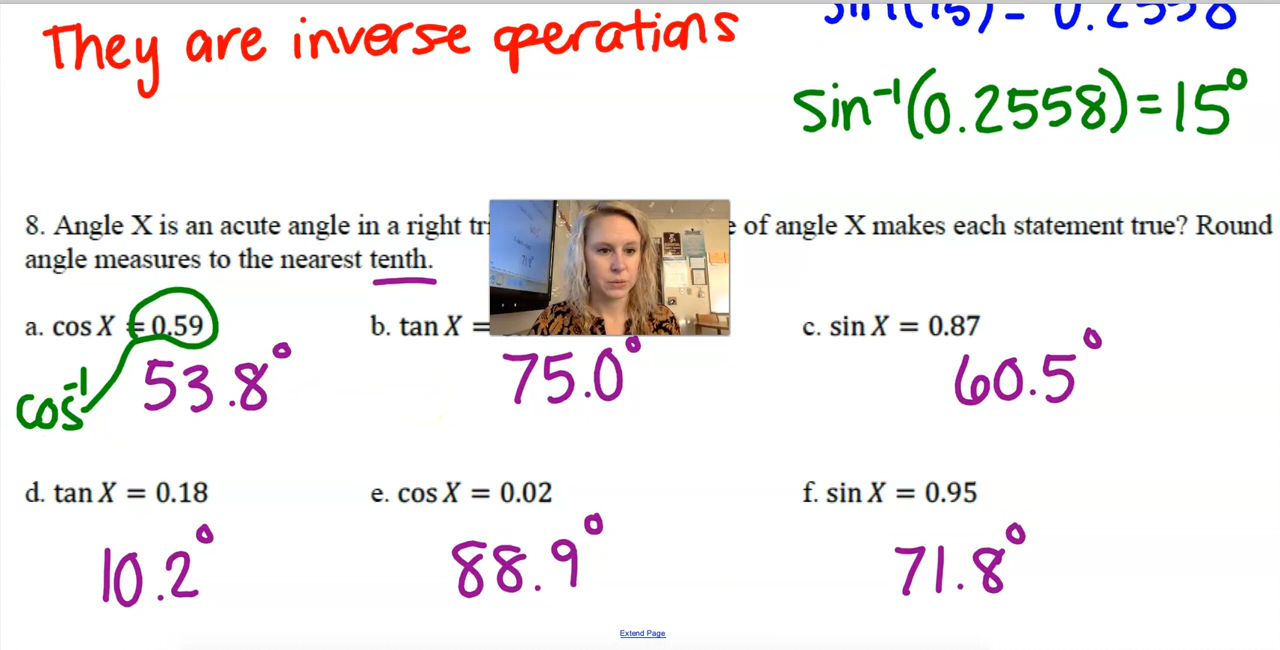 They are inverse operations
sin(15) = 0.2558
sin⁻¹(0.2558)=15°
8. Angle X is an acute angle in a right of angle X makes each statement true? Round
angle measures to the nearest tenth.
a. cos X = 0.59 b. tan X = c. sin X = 0.87
cos⁻¹ 53.8° 75.0° 60.5°
d. tan X = 0.18 e. cos X = 0.02 f. sin X = 0.95
10.2° 88.9° 71.8°
Extend Page